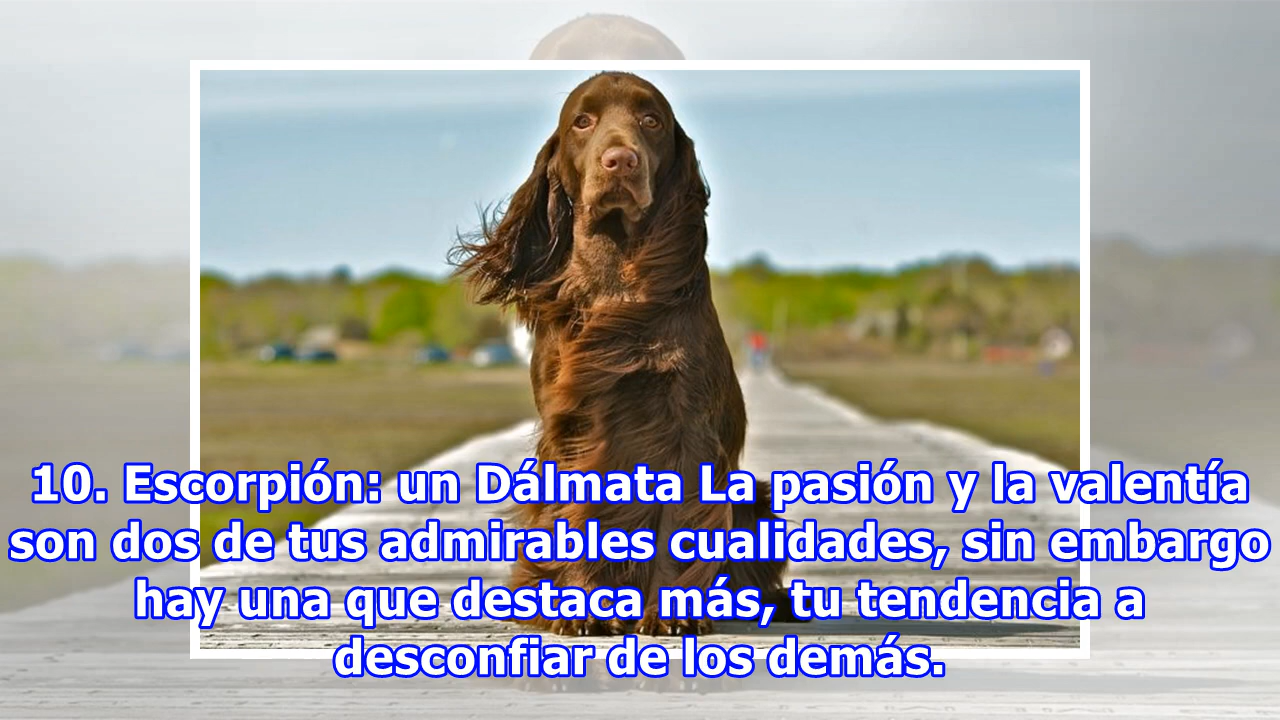 10. Escorpión: un Dálmata La pasión y la valentía
son dos de tus admirables cualidades, sin embargo
hay una que destaca más, tu tendencia a
desconfiar de los demás.